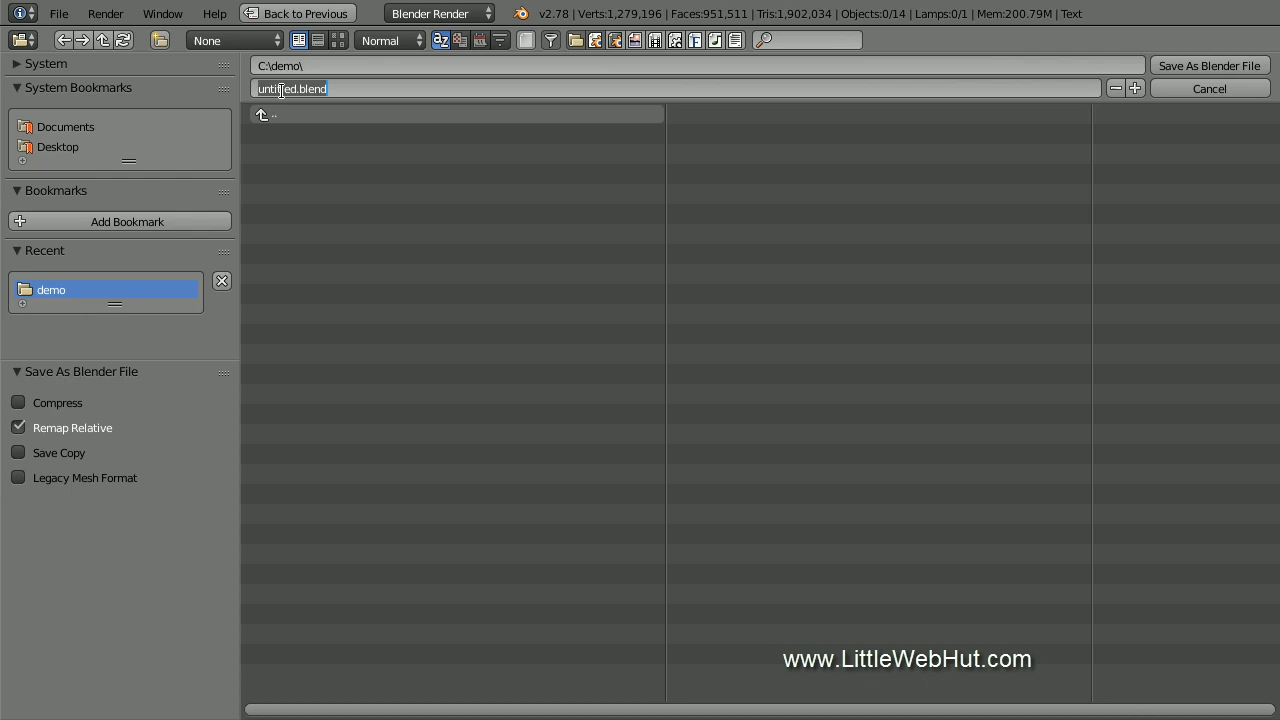 File Render Window Help Back to Previous Blender Render v2.78 | Verts:1,279,196 | Faces:951,511 | Tris:1,902,034 | Objects:0/14 | Lamps:0/1 | Mem:200.79M | Text
None Normal
System
C:\demo\ Save As Blender File
System Bookmarks
untitled.blend Cancel
..
Documents
Desktop
Bookmarks
Add Bookmark
Recent
demo
Save As Blender File
Compress
Remap Relative
Save Copy
Legacy Mesh Format
www.LittleWebHut.com